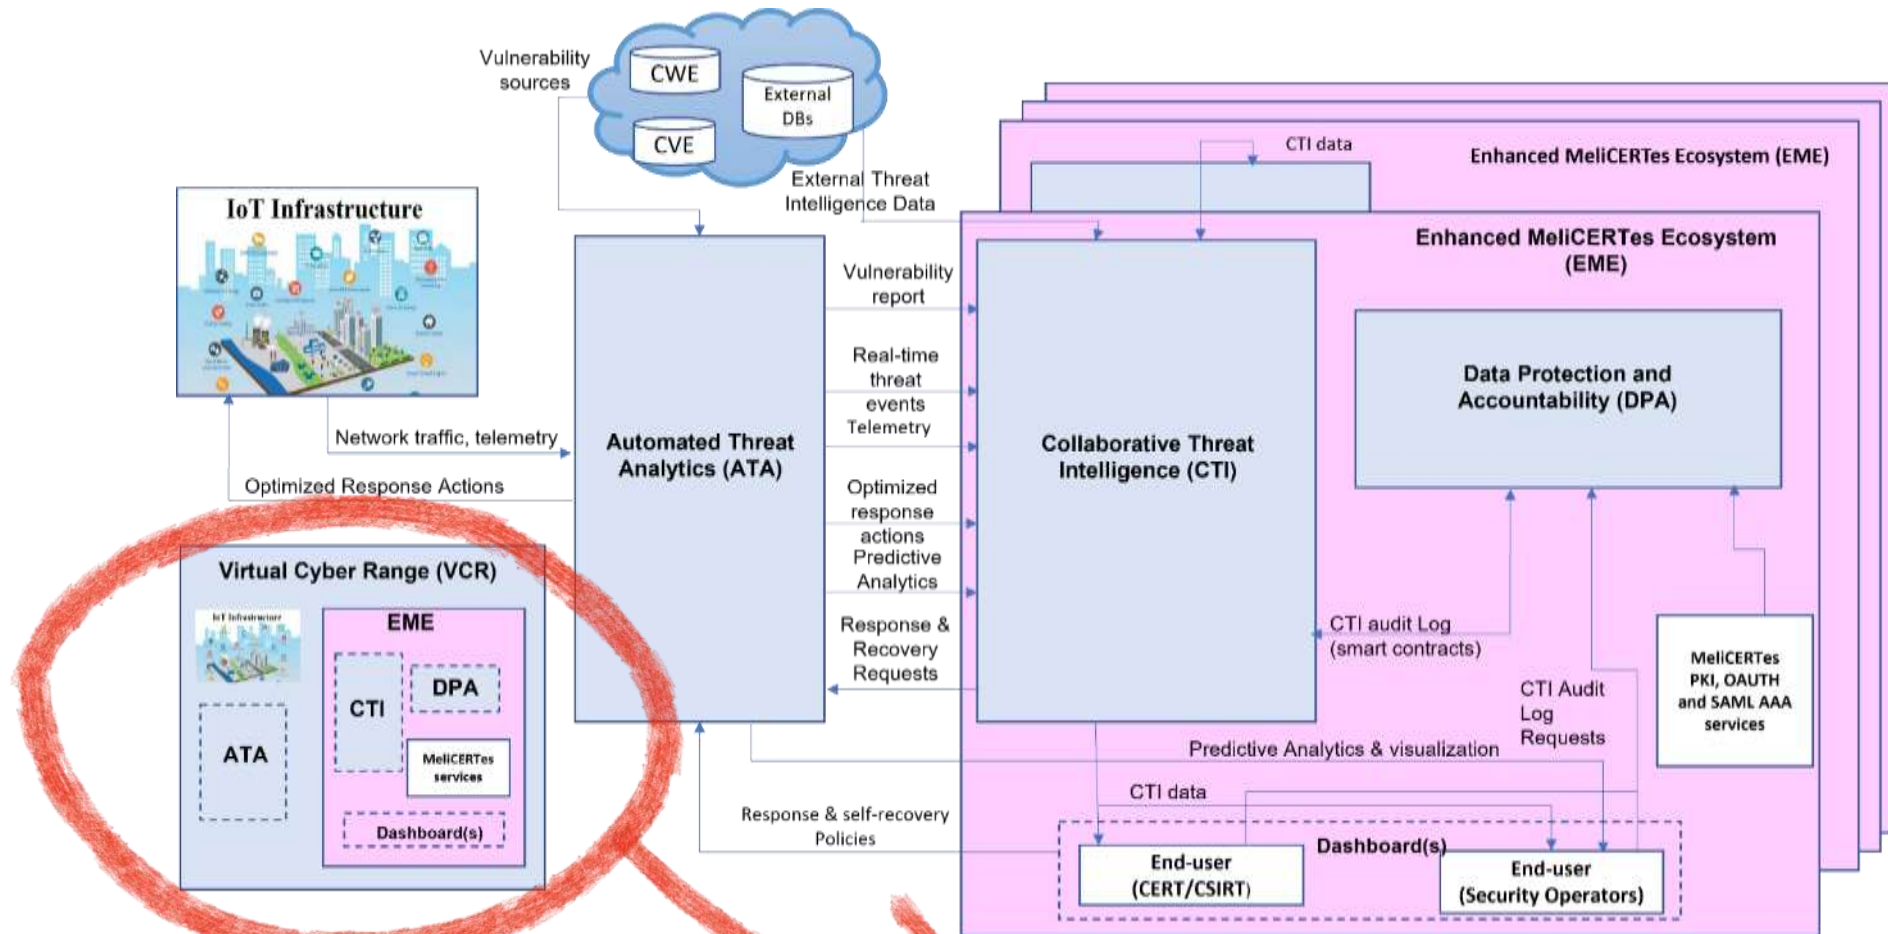 Vulnerability
sources
CWE
CVE
External
DBs
External Threat
Intelligence Data
CTI data
Enhanced MeliCERTes Ecosystem (EME)
Enhanced MeliCERTes Ecosystem
(EME)
IoT Infrastructure
Network traffic, telemetry
Optimized Response Actions
Automated Threat
Analytics (ATA)
Vulnerability
report
Real-time
threat
events
Telemetry
Optimized
response
actions
Predictive
Analytics
Response &
Recovery
Requests
Collaborative Threat
Intelligence (CTI)
Data Protection and
Accountability (DPA)
CTI audit Log
(smart contracts)
CTI Audit
Log
Requests
MeliCERTes
PKI, OAUTH
and SAML AAA
services
Predictive Analytics & visualization
CTI data
Response & self-recovery
Policies
Dashboard(s)
End-user
(CERT/CSIRT)
End-user
(Security Operators)
Virtual Cyber Range (VCR)
IoT Infrastructure
EME
CTI
DPA
ATA
MeliCERTes
services
Dashboard(s)